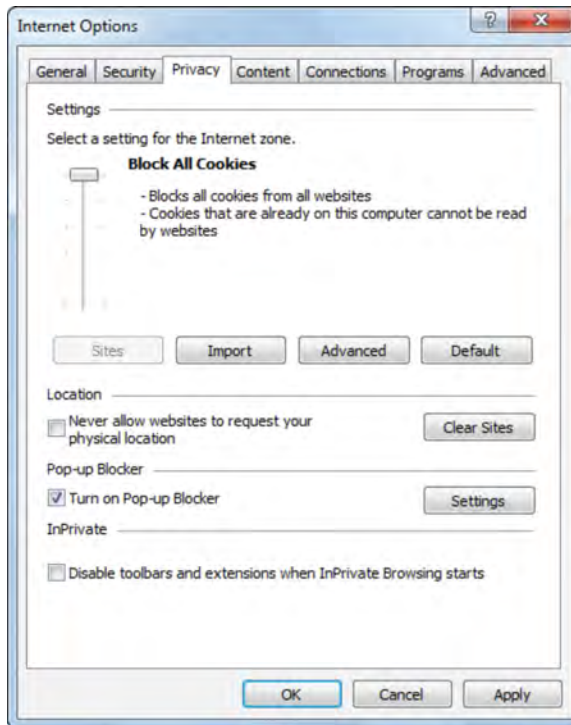 Internet Options
?
General Security Privacy Content Connections Programs Advanced
Settings
Select a setting for the Internet zone.
Block All Cookies
- Blocks all cookies from all websites
- Cookies that are already on this computer cannot be read
by websites
Sites Import Advanced Default
Location
Never allow websites to request your
physical location
Clear Sites
Pop-up Blocker
Turn on Pop-up Blocker
Settings
InPrivate
Disable toolbars and extensions when InPrivate Browsing starts
OK Cancel Apply